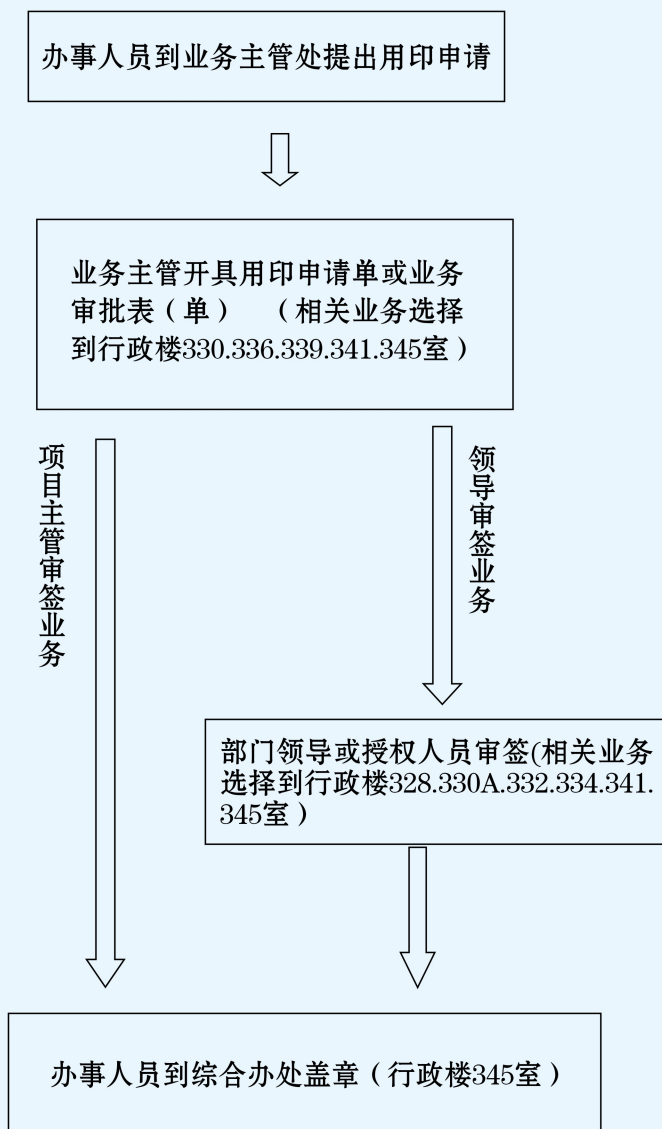 办事人员到业务主管处提出用印申请
业务主管开具用印申请单或业务
审批表（单） （相关业务选择
到行政楼330.336.339.341.345室）
项目主管审签业务
领导审签业务
部门领导或授权人员审签(相关业务
选择到行政楼328.330A.332.334.341.
345室）
办事人员到综合办处盖章（行政楼345室）